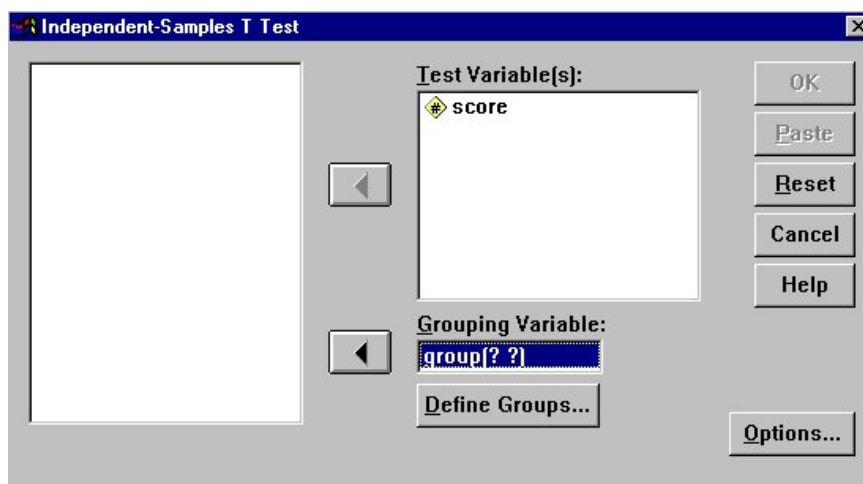 Independent-Samples T Test
Test Variable(s):
# score
OK
Paste
Reset
Cancel
Help
Grouping Variable:
group(? ?)
Define Groups...
Options...